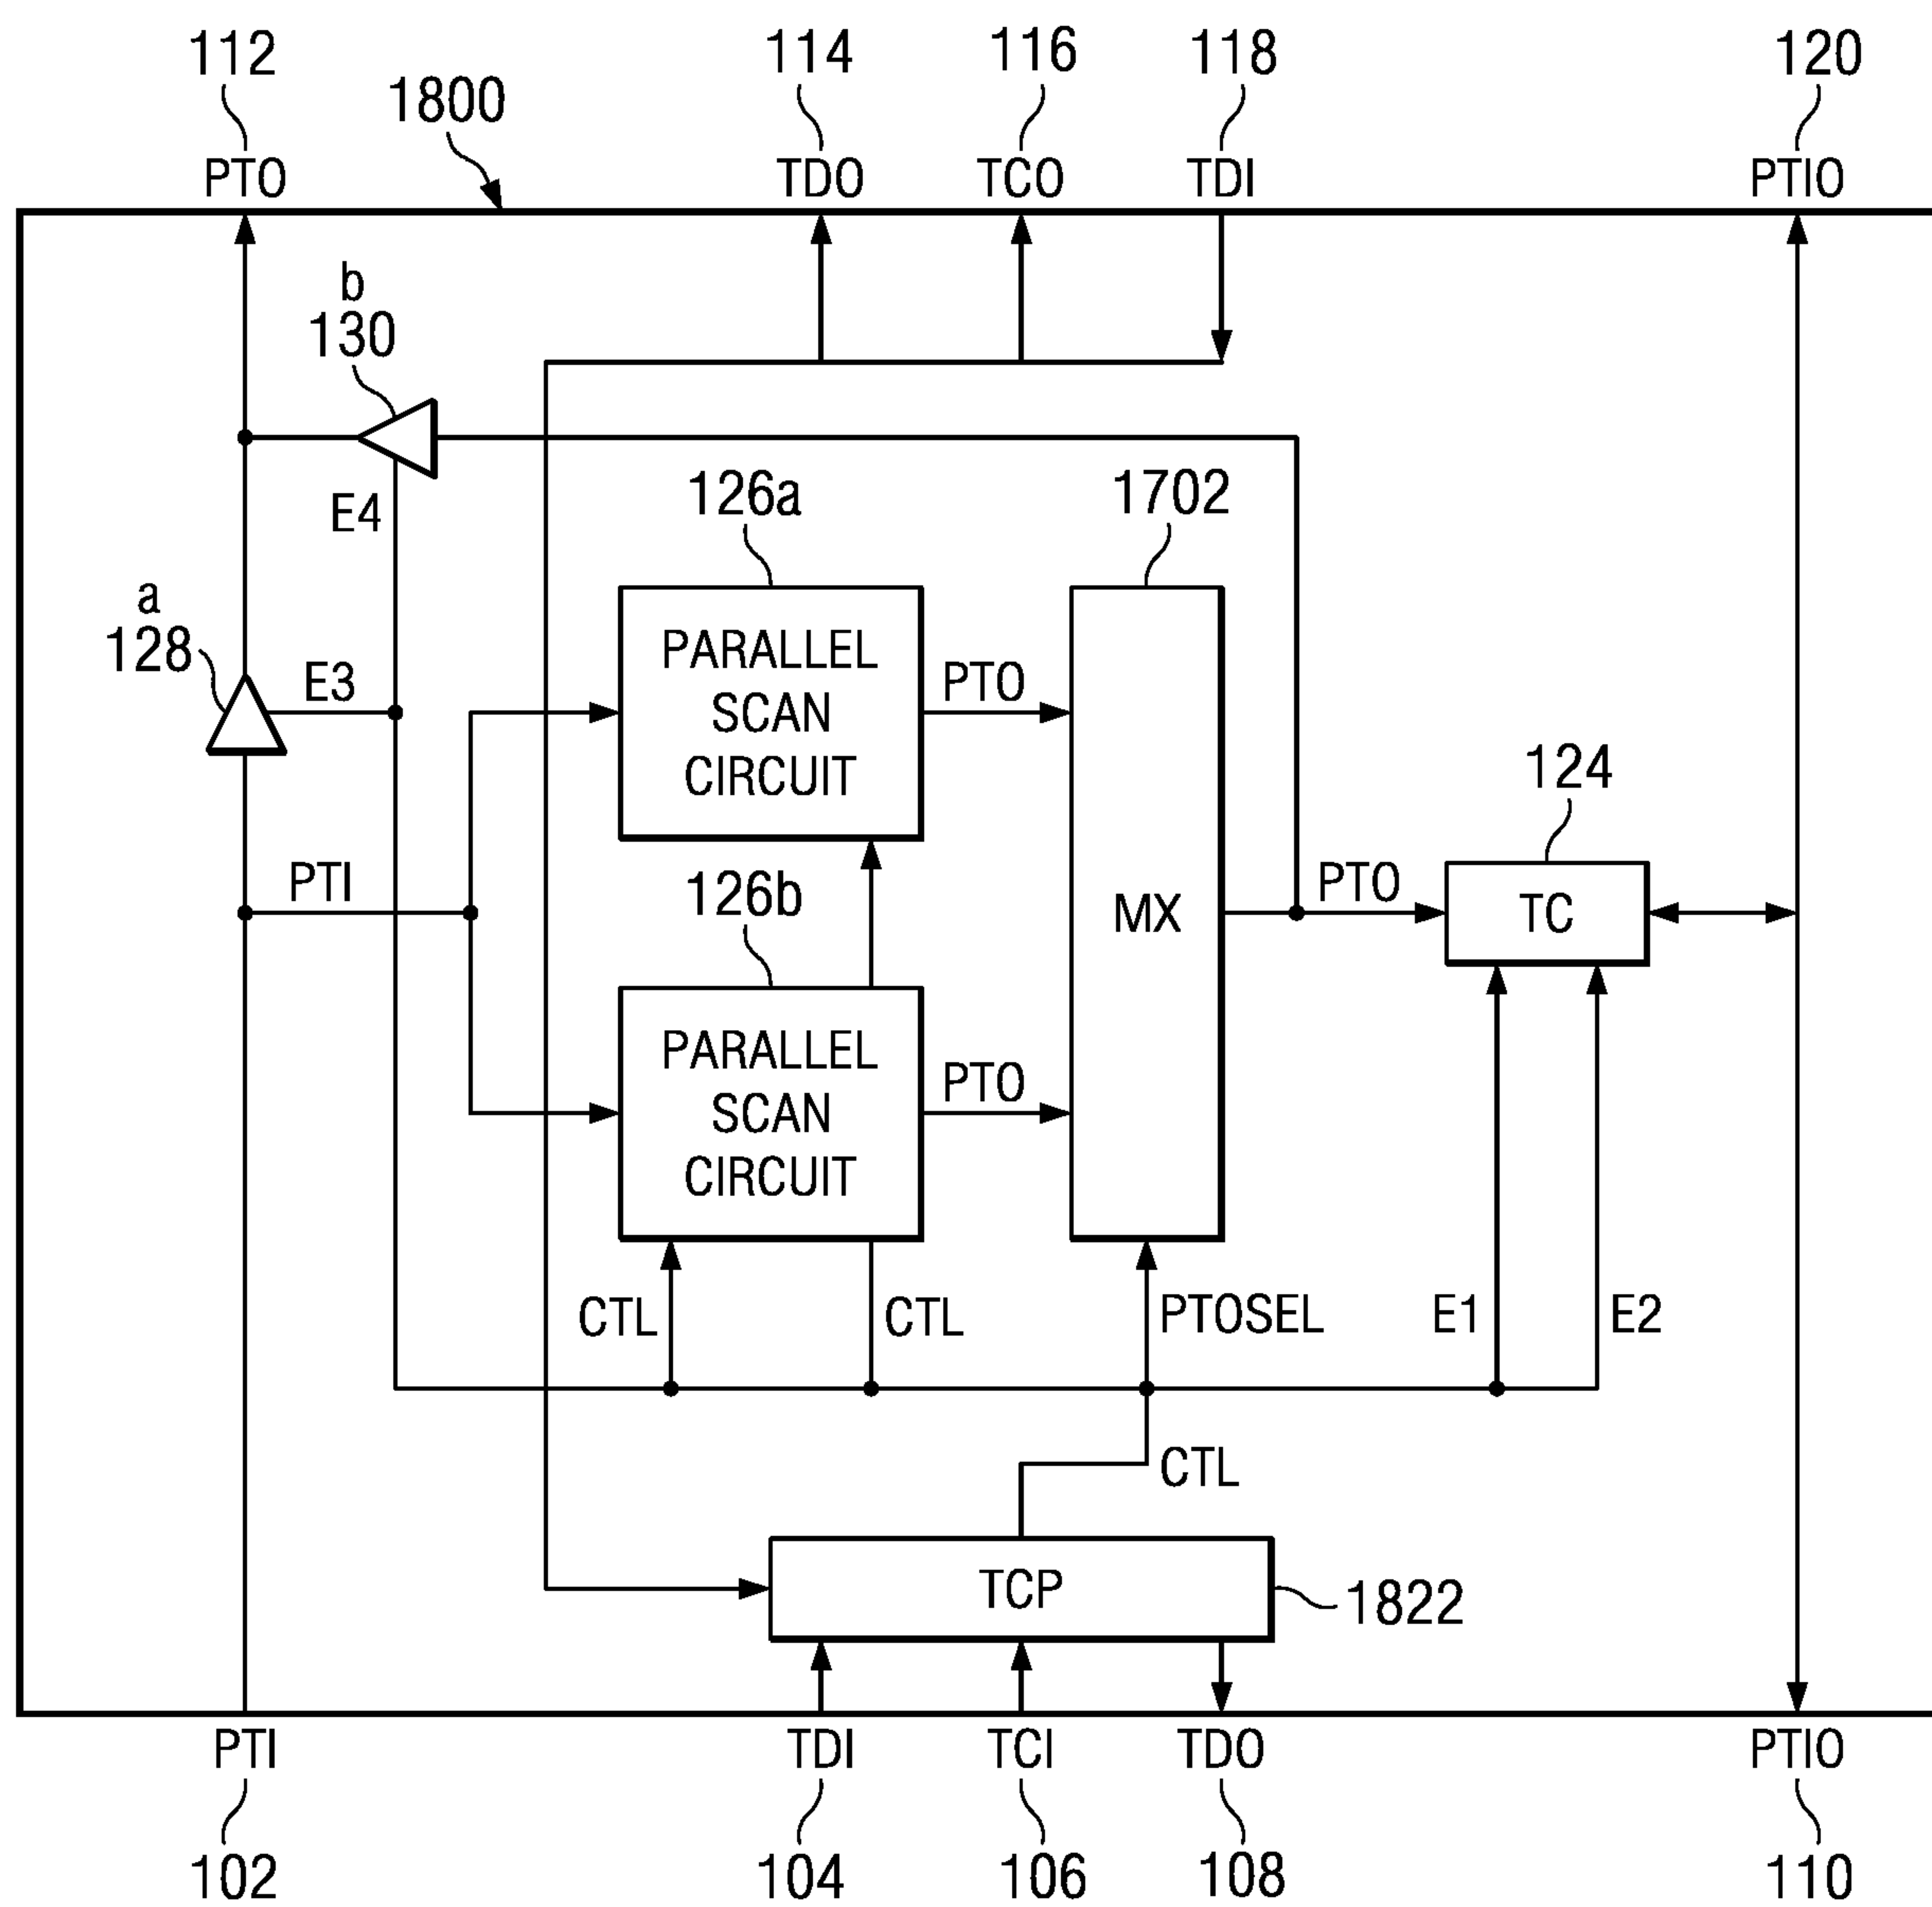 112
114
116
118
120
1800
PTO
TDO
TCO
TDI
PTIO
b
130
E4
126a
1702
a
128
E3
PARALLEL
SCAN
CIRCUIT
PTO
124
PTI
126b
MX
PTO
TC
PARALLEL
SCAN
CIRCUIT
PTO
CTL
CTL
PTOSEL
E1
E2
CTL
TCP
1822
PTI
TDI
TCI
TDO
PTIO
102
104
106
108
110